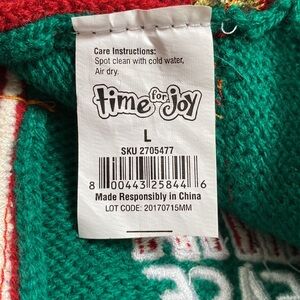 Care Instructions:
Spot clean with cold water,
Air dry.
time for joy
L
SKU 2705477
8 00443 25844 6
Made Responsibly in China
LOT CODE: 20170715MM